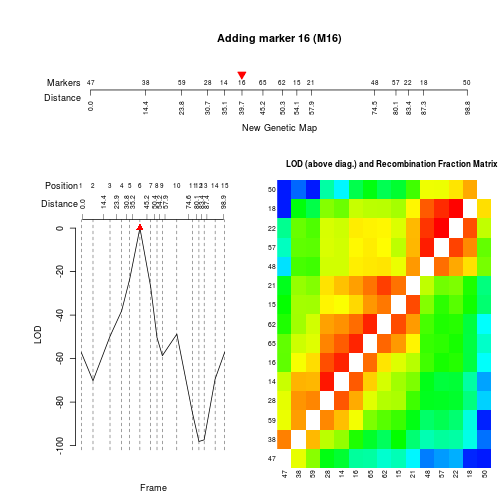 Adding marker 16 (M16)
Markers 47 38 59 28 14 16 65 62 15 21 48 57 22 18 50
Distance 0.0 14.4 23.8 30.7 35.1 39.7 45.2 50.3 54.1 57.9 74.5 80.1 83.4 87.3 98.8
New Genetic Map
Position 1 2 3 4 5 6 7 8 9 10 11 12 13 14 15
Distance 0.0 14.4 23.9 30.8 35.2 45.2 50.4 54.2 57.9 74.6 80.1 83.5 87.4 98.9
LOD
0
-20
-40
-60
-80
-100
Frame
LOD (above diag.) and Recombination Fraction Matrix
50
18
22
57
48
21
15
62
65
16
14
28
59
38
47
47 38 59 28 14 16 65 62 15 21 48 57 22 18 50